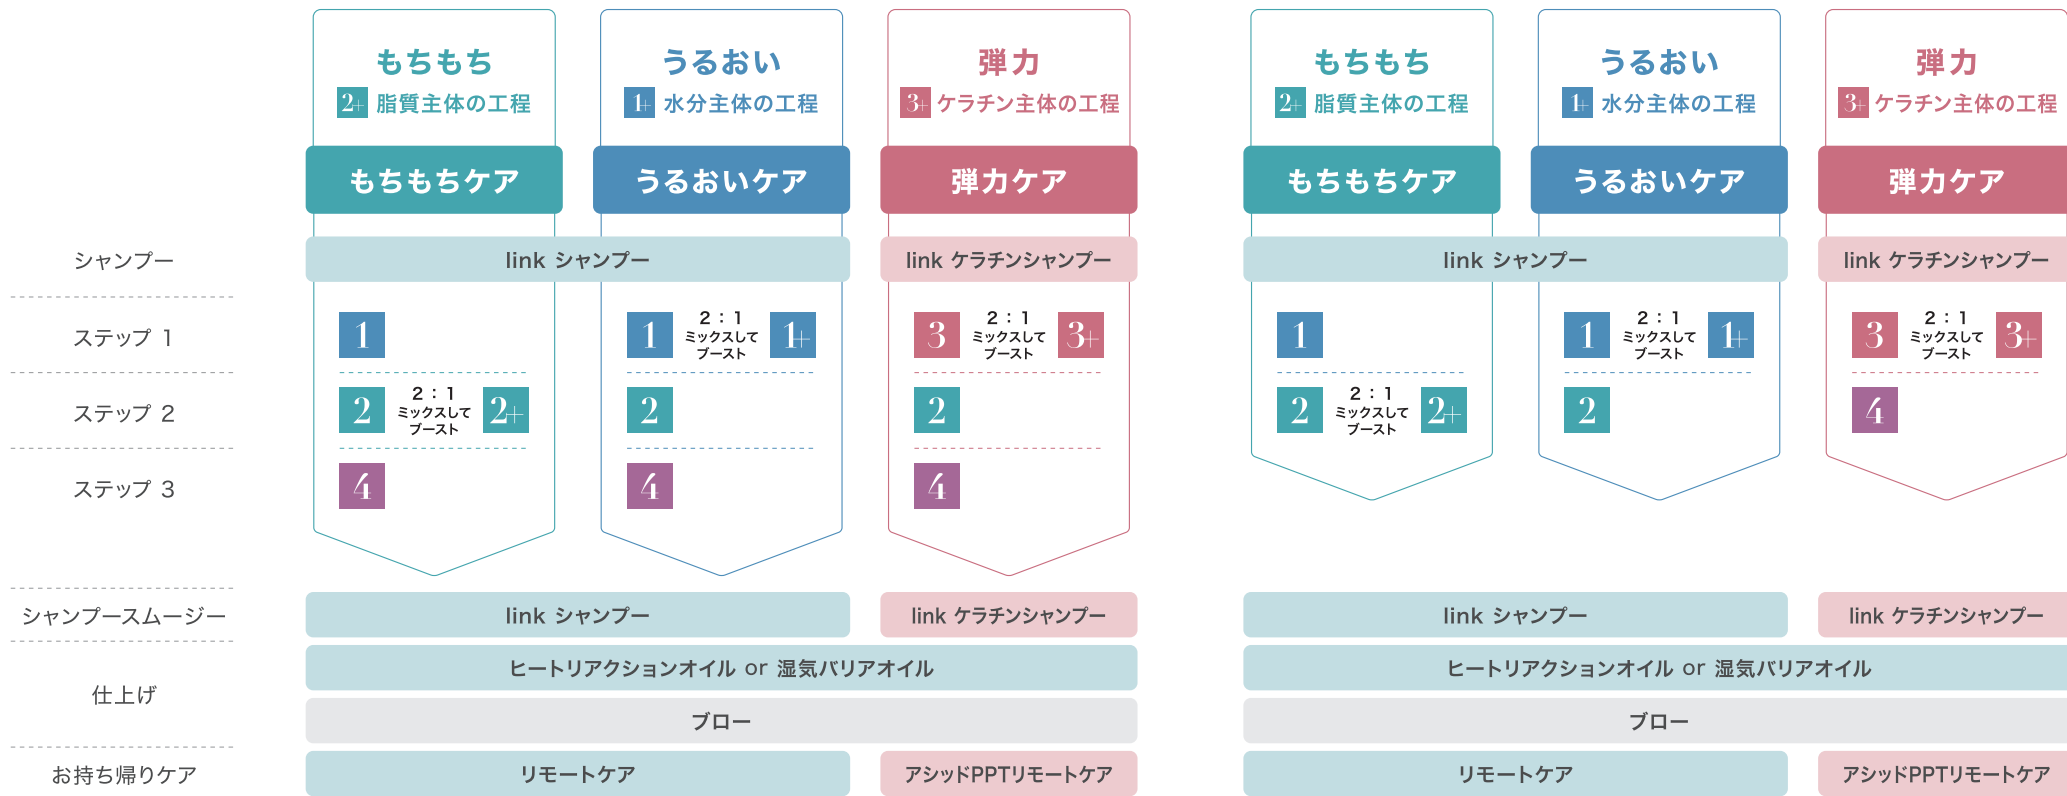 もちもち うるおい 弾力 もちもち うるおい 弾力
2+ 脂質主体の工程 1+ 水分主体の工程 3+ ケラチン主体の工程 2+ 脂質主体の工程 1+ 水分主体の工程 3+ ケラチン主体の工程
もちもちケア うるおいケア 弾力ケア もちもちケア うるおいケア 弾力ケア
シャンプー link シャンプー link ケラチンシャンプー link シャンプー link ケラチンシャンプー
ステップ 1
1
1 2：1 1+
ミックスして
ブースト
3 2：1 3+
ミックスして
ブースト
1
1 2：1 1+
ミックスして
ブースト
3 2：1 3+
ミックスして
ブースト
ステップ 2
2 2：1 2+
ミックスして
ブースト
2
2
2 2：1 2+
ミックスして
ブースト
2
4
ステップ 3
4
4
4
シャンプースムージー link シャンプー link ケラチンシャンプー link シャンプー link ケラチンシャンプー
仕上げ
ヒートリアクションオイル or 湿気バリアオイル ヒートリアクションオイル or 湿気バリアオイル
ブロー ブロー
お持ち帰りケア リモートケア アシッドPPTリモートケア リモートケア アシッドPPTリモートケア